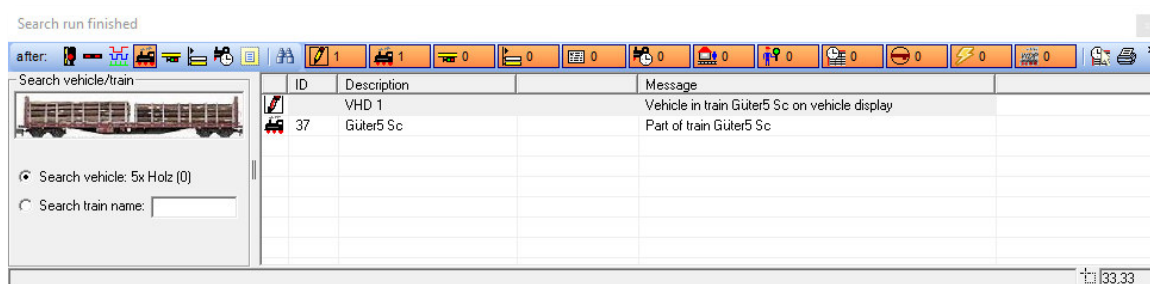 Search run finished
after: 1 1 0 0 0 0 0 0 0 0 0 0
Search vehicle/train
ID Description Message
VHD 1 Vehicle in train Güter5 Sc on vehicle display
37 Güter5 Sc Part of train Güter5 Sc
Search vehicle: 5x Holz (0)
Search train name:
33,33